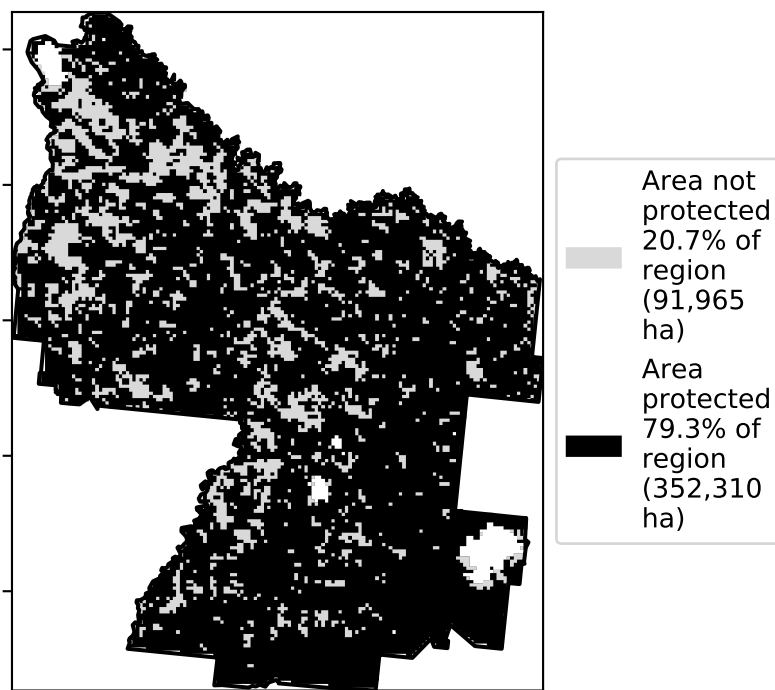 Area not
protected
20.7% of
region
(91,965
ha)
Area
protected
79.3% of
region
(352,310
ha)